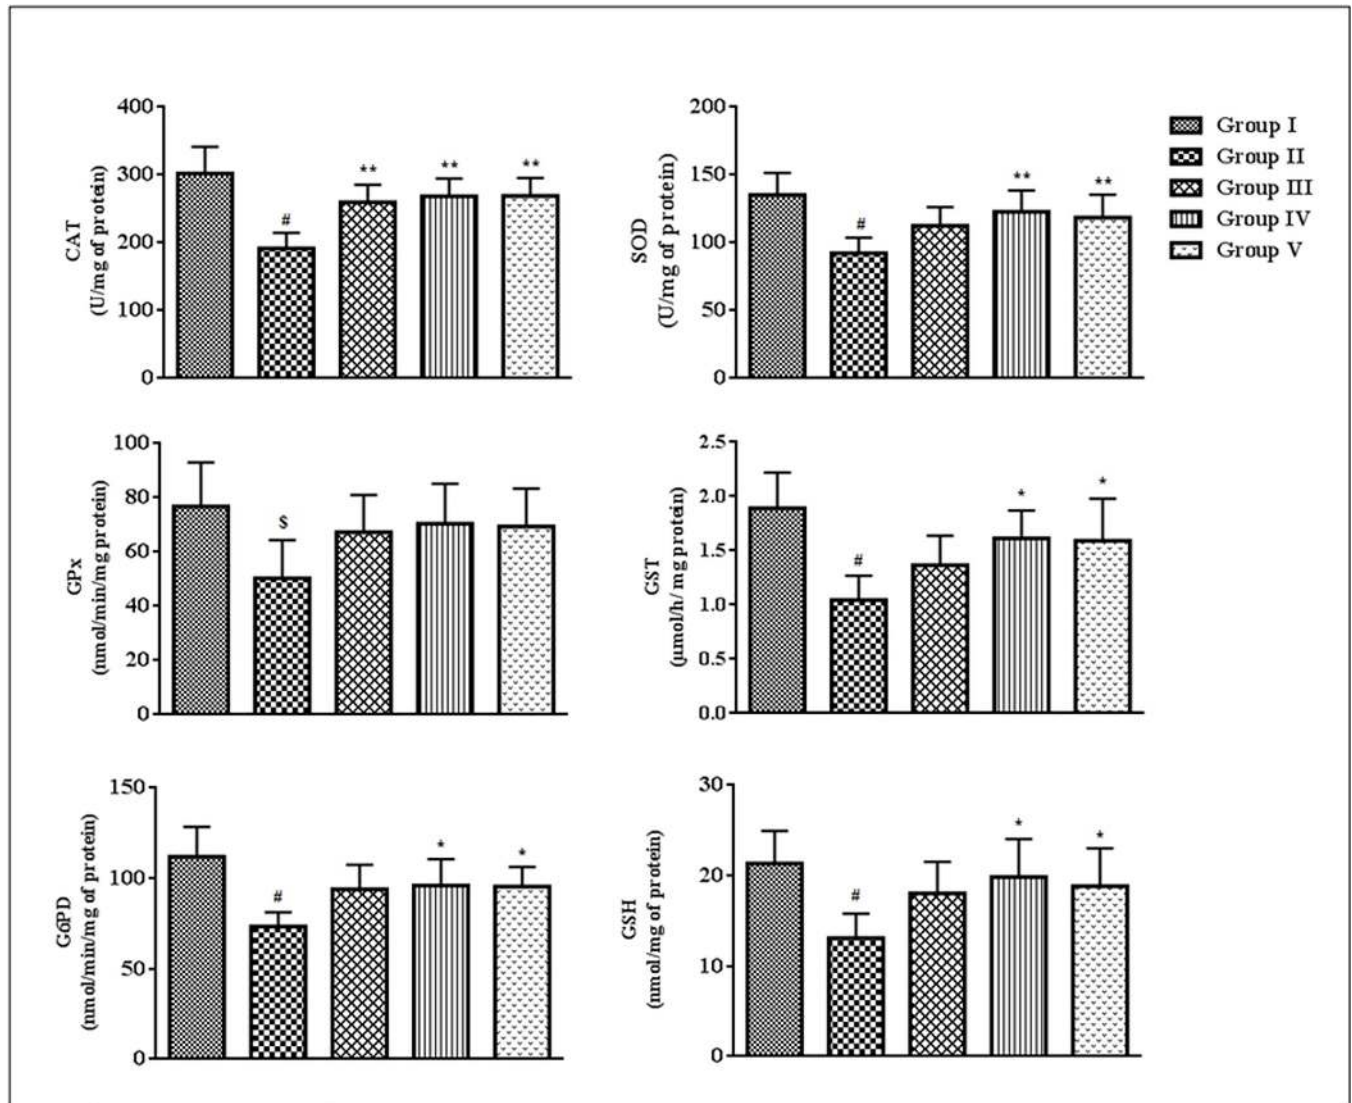 CAT
(U/mg of protein)
400
300
200
100
0
#
**
**
**
SOD
(U/mg of protein)
200
150
100
50
0
#
**
**
Group I
Group II
Group III
Group IV
Group V
GPx
(nmol/min/mg protein)
100
80
60
40
20
0
$
GST
(μmol/h/ mg protein)
2.5
2.0
1.5
1.0
0.5
0.0
#
*
*
G6PD
(nmol/min/mg of protein)
150
100
50
0
#
*
*
GSH
(nmol/mg of protein)
30
20
10
0
#
*
*